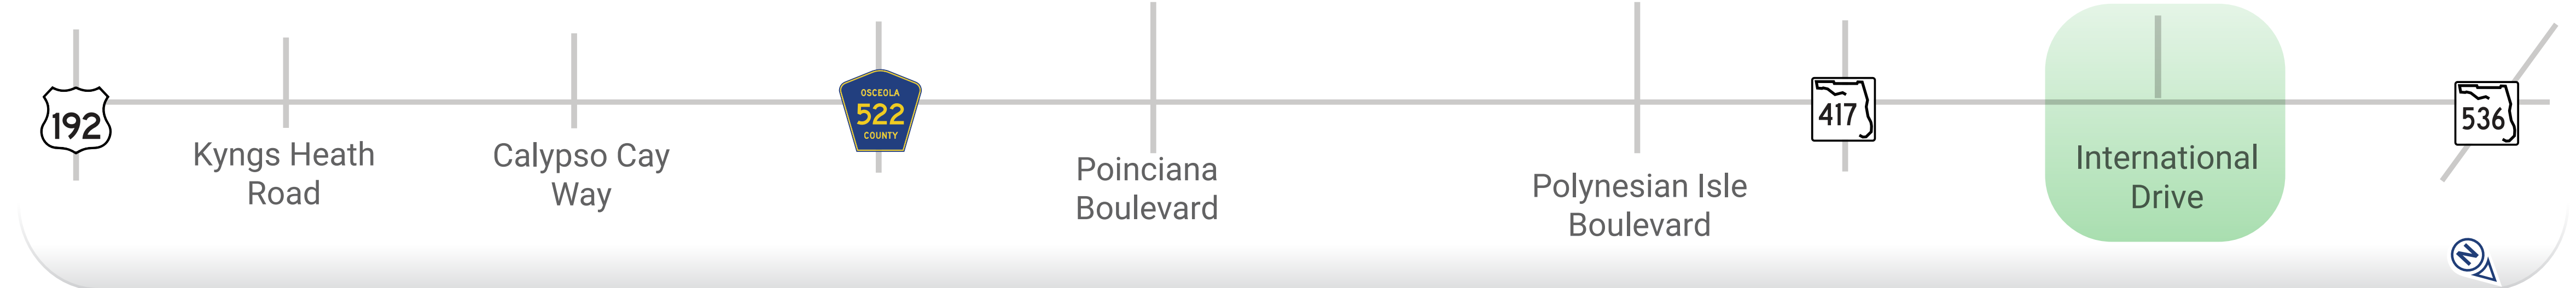 192
Kyngs Heath
Road
Calypso Cay
Way
OSCEOLA
522
COUNTY
Poinciana
Boulevard
Polynesian Isle
Boulevard
417
International
Drive
536
N